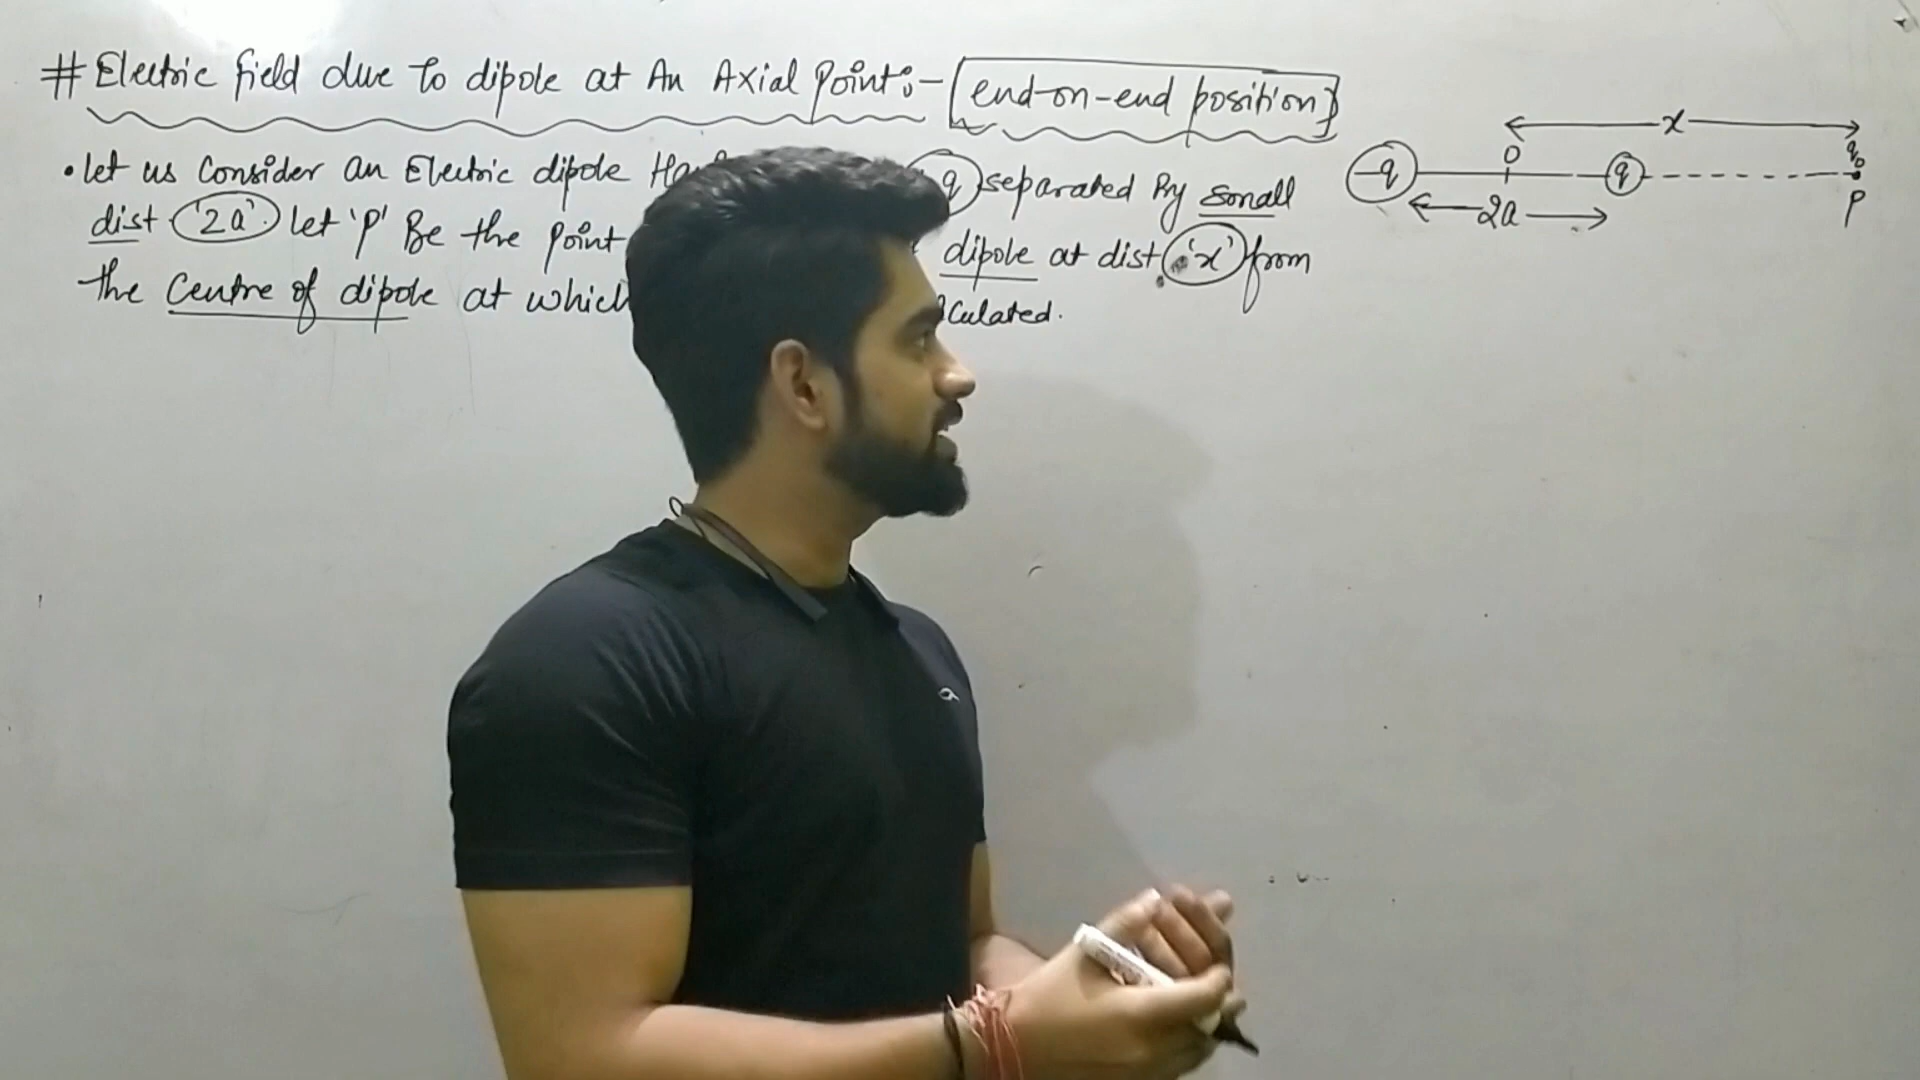 # Electric field due to dipole at An Axial Point:- [end-on-end position]
• let us Consider an Electric dipole q separated By small
dist '2a'. let 'p' Be the point dipole at dist 'x' from
the Centre of dipole at which
x
-q O q q₀
2a P